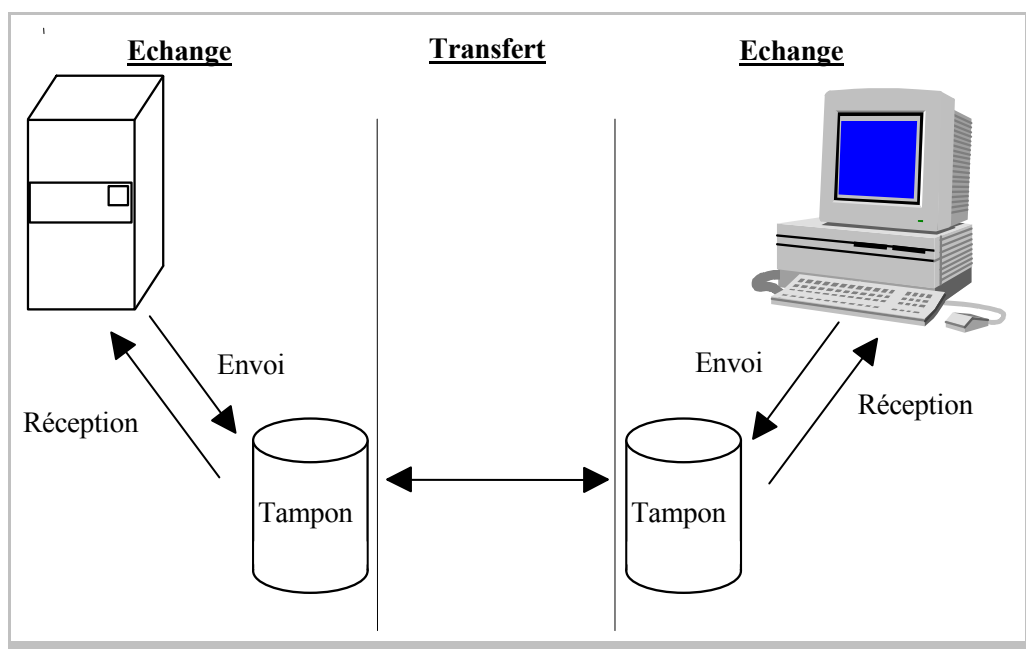 Echange
Transfert
Echange
Envoi
Réception
Tampon
Envoi
Réception
Tampon